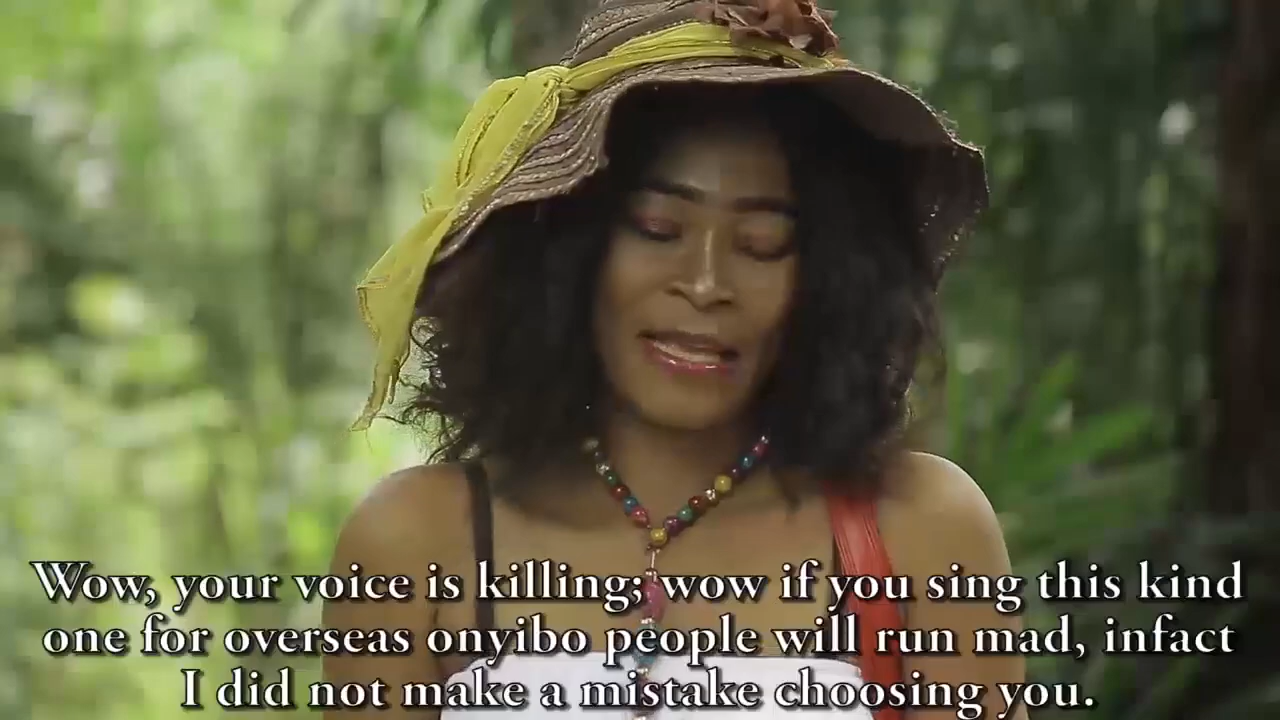 Wow, your voice is killing; wow if you sing this kind
one for overseas onyibo people will run mad, infact
I did not make a mistake choosing you.